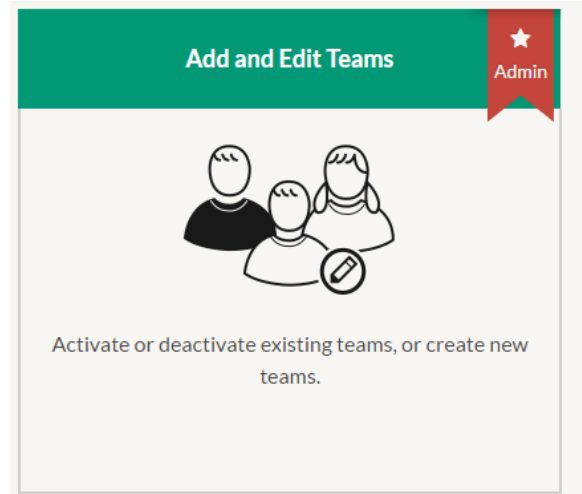 Add and Edit Teams
Admin
Activate or deactivate existing teams, or create new
teams.